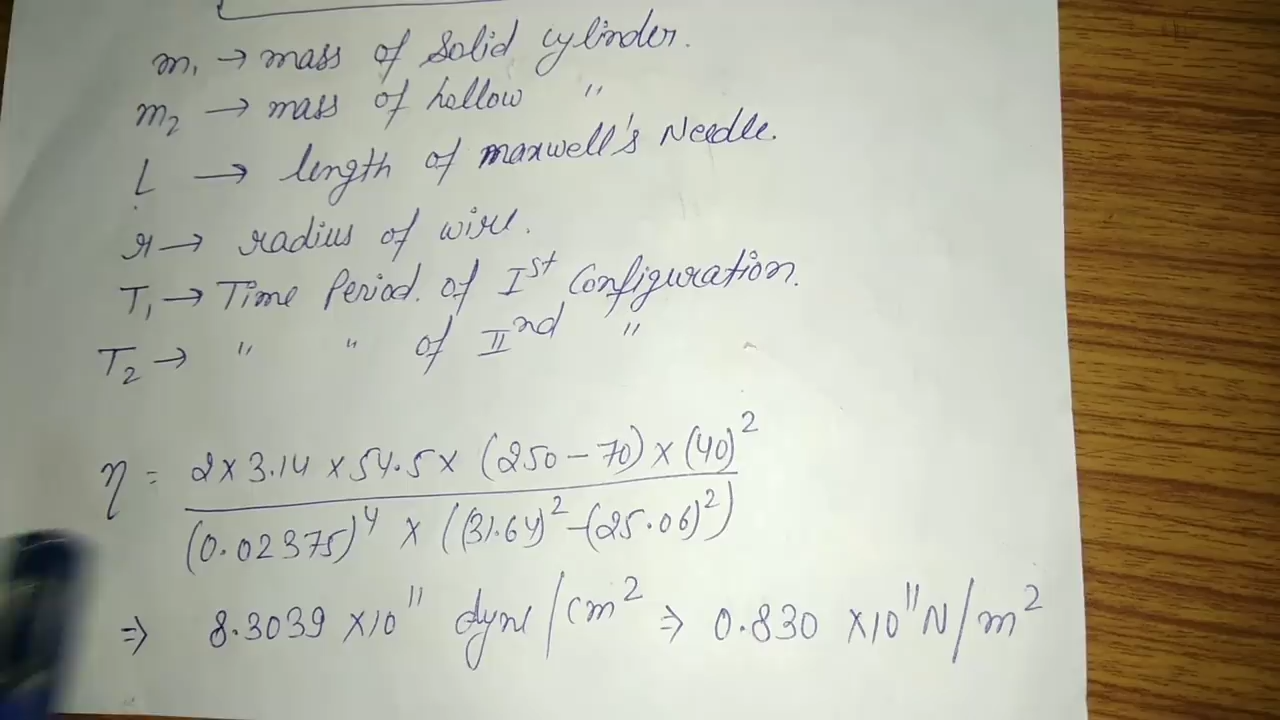 m₁ → mass of solid cylinder.
m₂ → mass of hollow "
L → length of maxwell's Needle.
r → radius of wire.
T₁ → Time Period. of Iˢᵗ Configuration.
T₂ → " " of IIⁿᵈ "
η = 2 x 3.14 x 54.5 x (250 - 70) x (40)²
(0.02375)⁴ x ((31.64)² - (25.06)²)
⇒ 8.3039 x 10¹¹ dyne/cm² ⇒ 0.830 x 10¹¹ N/m²